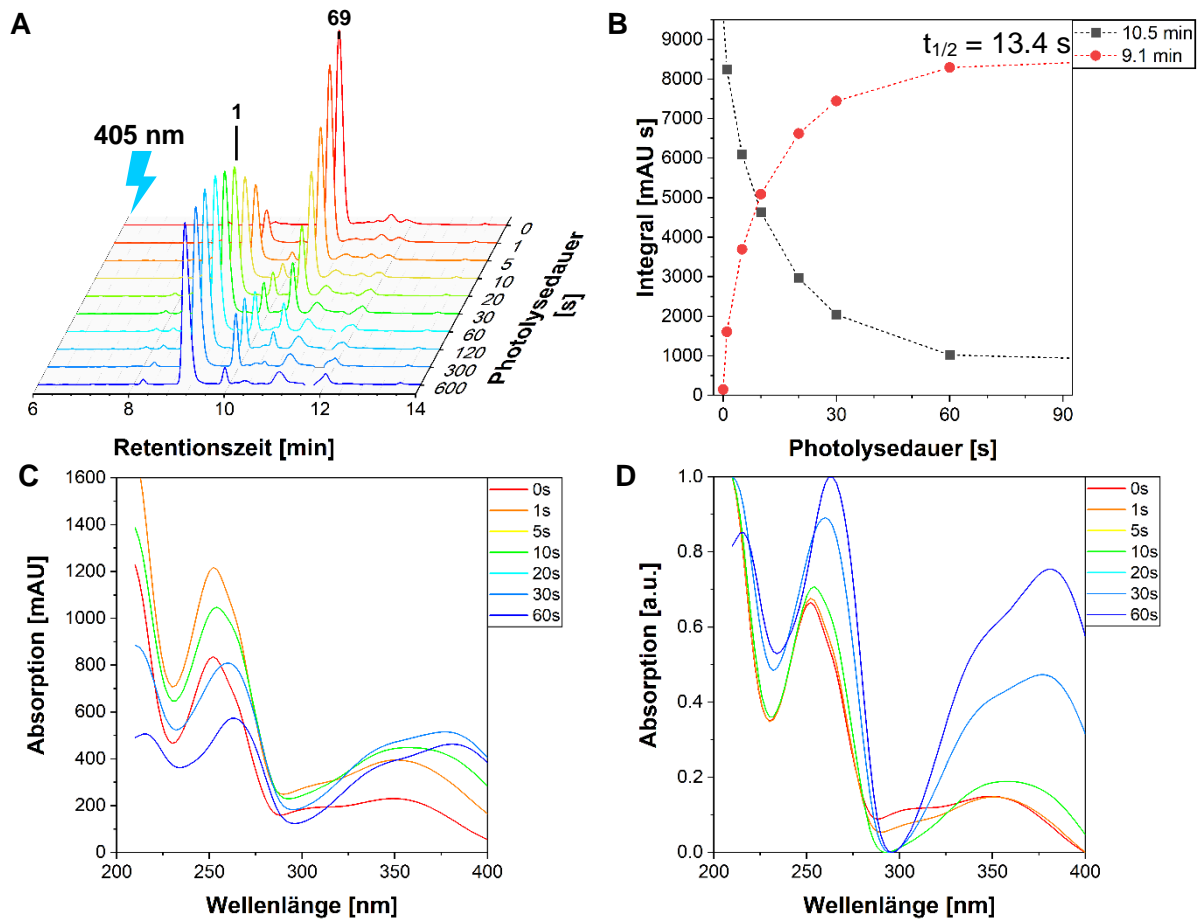 A
69
1
405 nm
0
1
5
10
20
30
60
120
300
600
Photolysedauer
[s]
6
8
10
12
14
Retentionszeit [min]
B
9000
8000
7000
6000
5000
4000
3000
2000
1000
0
Integral [mAU s]
t1/2 = 13.4 s
10.5 min
9.1 min
0
30
60
90
Photolysedauer [s]
C
1600
1400
1200
1000
800
600
400
200
0
Absorption [mAU]
0s
1s
5s
10s
20s
30s
60s
200
250
300
350
400
Wellenlänge [nm]
D
1.0
0.8
0.6
0.4
0.2
0.0
Absorption [a.u.]
0s
1s
5s
10s
20s
30s
60s
200
250
300
350
400
Wellenlänge [nm]